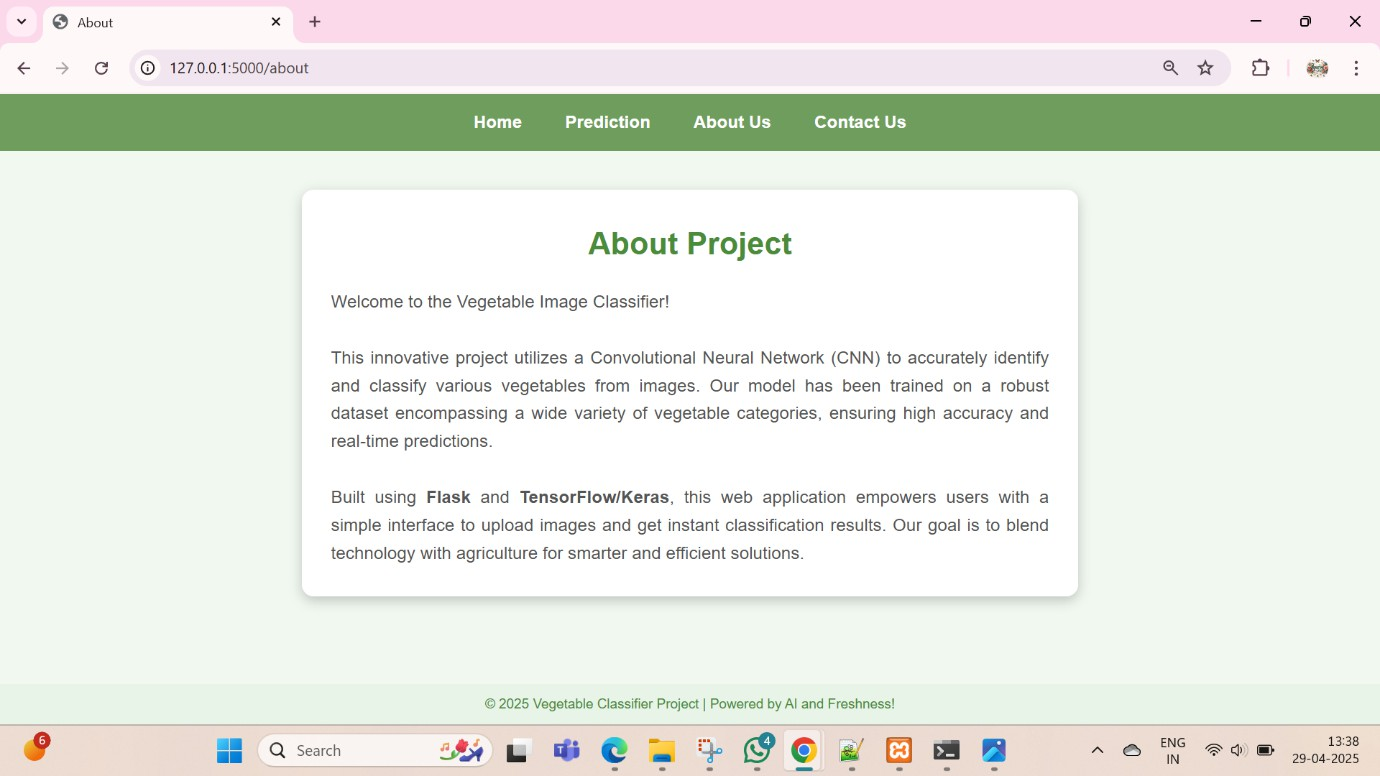 About
127.0.0.1:5000/about
Home Prediction About Us Contact Us
About Project
Welcome to the Vegetable Image Classifier!
This innovative project utilizes a Convolutional Neural Network (CNN) to accurately identify
and classify various vegetables from images. Our model has been trained on a robust
dataset encompassing a wide variety of vegetable categories, ensuring high accuracy and
real-time predictions.
Built using Flask and TensorFlow/Keras, this web application empowers users with a
simple interface to upload images and get instant classification results. Our goal is to blend
technology with agriculture for smarter and efficient solutions.
© 2025 Vegetable Classifier Project | Powered by AI and Freshness!
6
Search
4
ENG
IN
13:38
29-04-2025